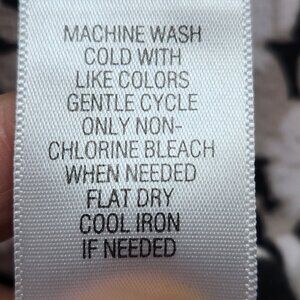 MACHINE WASH
COLD WITH
LIKE COLORS
GENTLE CYCLE
ONLY NON-
CHLORINE BLEACH
WHEN NEEDED
FLAT DRY
COOL IRON
IF NEEDED